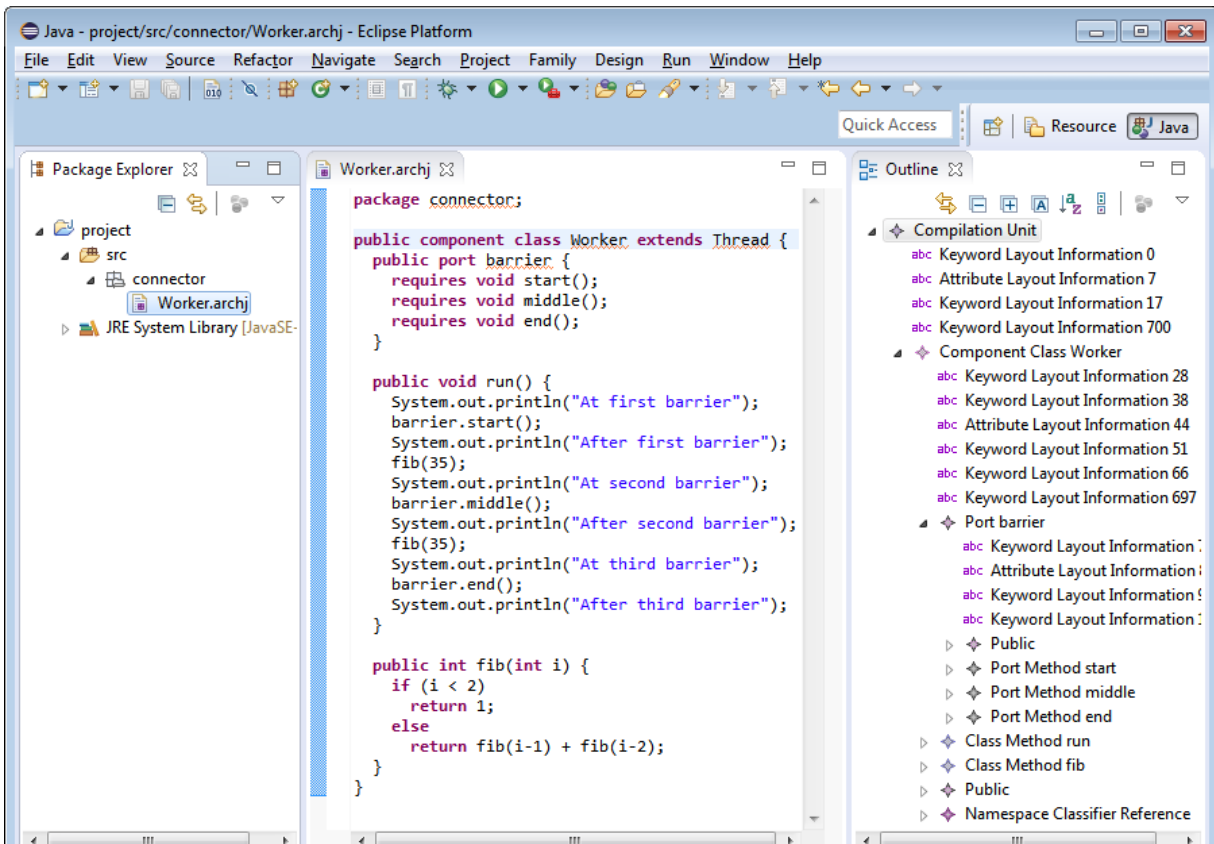 Java - project/src/connector/Worker.archj - Eclipse Platform
File Edit View Source Refactor Navigate Search Project Family Design Run Window Help
010
Quick Access
Resource
Java
Package Explorer
project
src
connector
Worker.archj
JRE System Library [JavaSE-
Worker.archj
package connector;
public component class Worker extends Thread {
public port barrier {
requires void start();
requires void middle();
requires void end();
}
public void run() {
System.out.println("At first barrier");
barrier.start();
System.out.println("After first barrier");
fib(35);
System.out.println("At second barrier");
barrier.middle();
System.out.println("After second barrier");
fib(35);
System.out.println("At third barrier");
barrier.end();
System.out.println("After third barrier");
}
public int fib(int i) {
if (i < 2)
return 1;
else
return fib(i-1) + fib(i-2);
}
}
Outline
Compilation Unit
abc Keyword Layout Information 0
abc Attribute Layout Information 7
abc Keyword Layout Information 17
abc Keyword Layout Information 700
Component Class Worker
abc Keyword Layout Information 28
abc Keyword Layout Information 38
abc Attribute Layout Information 44
abc Keyword Layout Information 51
abc Keyword Layout Information 66
abc Keyword Layout Information 697
Port barrier
abc Keyword Layout Information
abc Attribute Layout Information
abc Keyword Layout Information
abc Keyword Layout Information
Public
Port Method start
Port Method middle
Port Method end
Class Method run
Class Method fib
Public
Namespace Classifier Reference